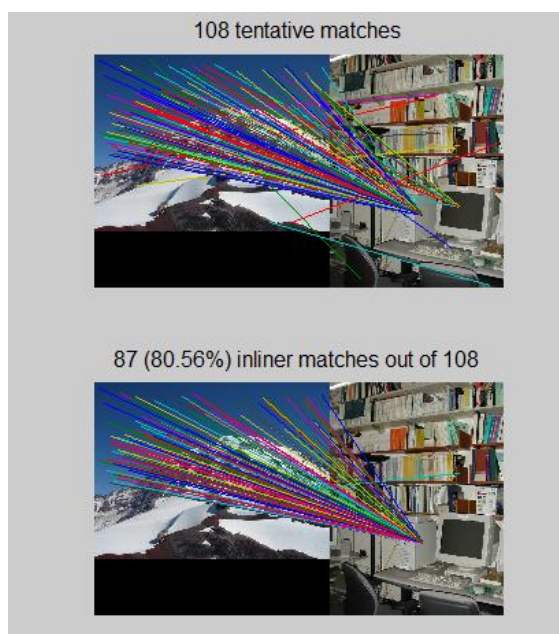 108 tentative matches
87 (80.56%) inliner matches out of 108